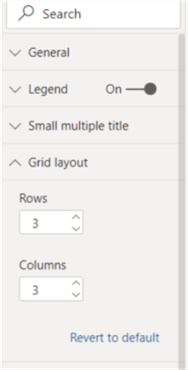 Search
General
Legend On
Small multiple title
Grid layout
Rows
3
Columns
3
Revert to default